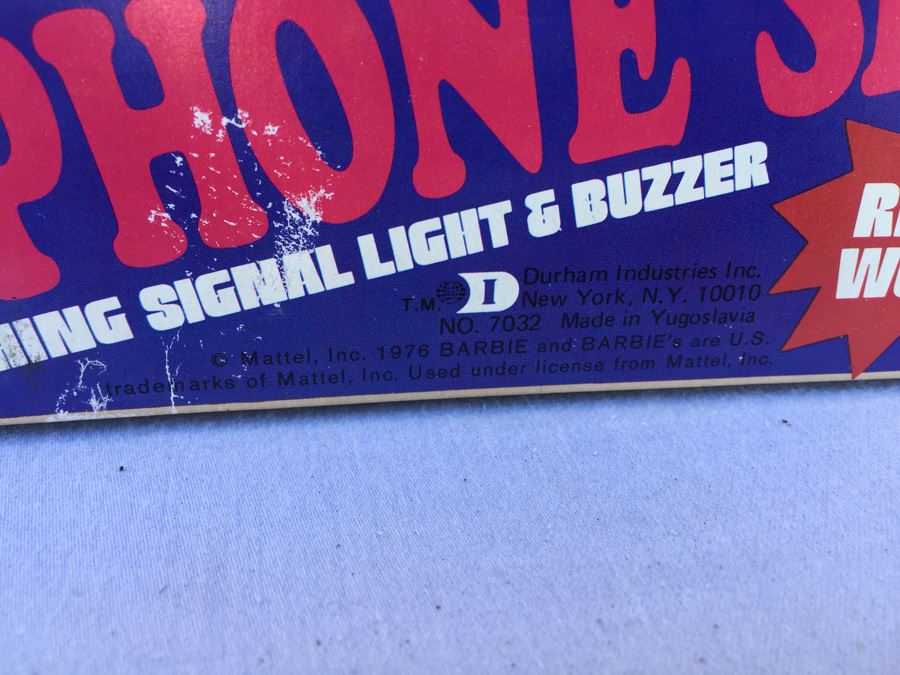 PHONE S
SIGNAL LIGHT & BUZZER
T.M. D I Durham Industries Inc.
New York, N.Y. 10010
NO. 7032 Made in Yugoslavia
© Mattel, Inc. 1976 BARBIE and BARBIE's are U.S.
trademarks of Mattel, Inc. Used under license from Mattel, Inc.